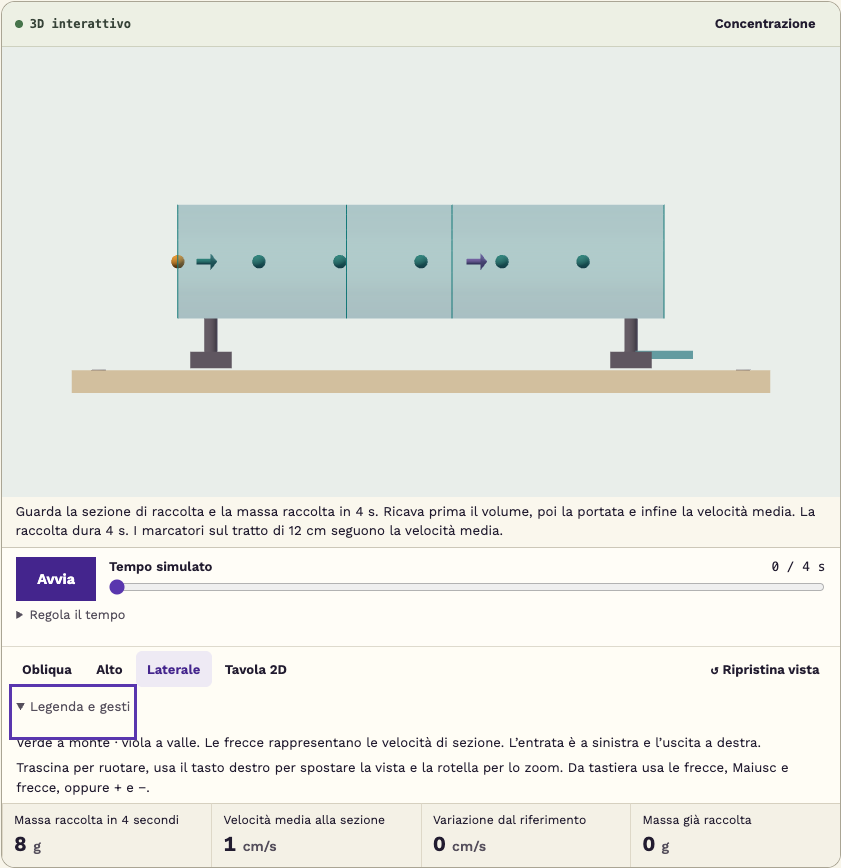 3D interattivo
Concentrazione
Guarda la sezione di raccolta e la massa raccolta in 4 s. Ricava prima il volume, poi la portata e infine la velocità media. La
raccolta dura 4 s. I marcatori sul tratto di 12 cm seguono la velocità media.
Avvia
Tempo simulato
0 / 4 s
▶ Regola il tempo
Obliqua
Alto
Laterale
Tavola 2D
↺ Ripristina vista
▼ Legenda e gesti
Verde a monte · viola a valle. Le frecce rappresentano le velocità di sezione. L’entrata è a sinistra e l’uscita a destra.
Trascina per ruotare, usa il tasto destro per spostare la vista e la rotella per lo zoom. Da tastiera usa le frecce, Maiusc e
frecce, oppure + e −.
Massa raccolta in 4 secondi
8 g
Velocità media alla sezione
1 cm/s
Variazione dal riferimento
0 cm/s
Massa già raccolta
0 g